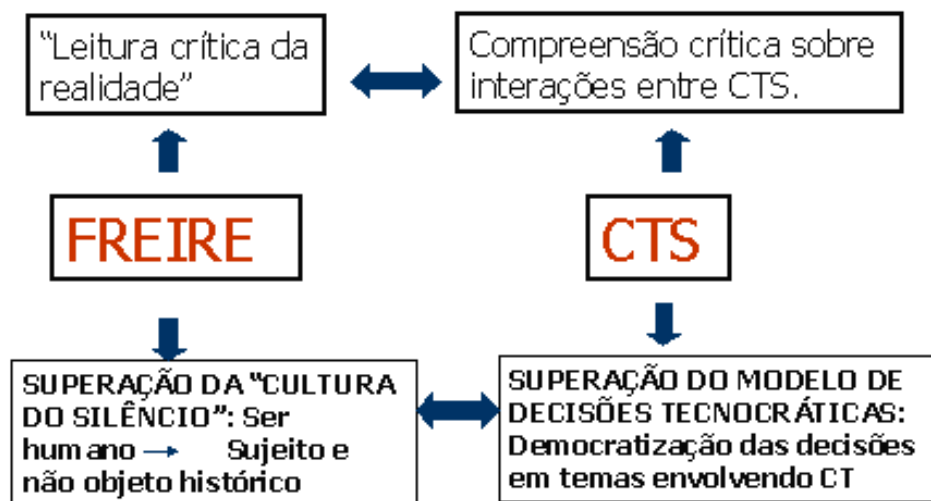 “Leitura crítica da
realidade”
Compreensão crítica sobre
interações entre CTS.
FREIRE
CTS
SUPERAÇÃO DA “CULTURA
DO SILÊNCIO”: Ser
humano → Sujeito e
não objeto histórico
SUPERAÇÃO DO MODELO DE
DECISÕES TECNOCRÁTICAS:
Democratização das decisões
em temas envolvendo CT